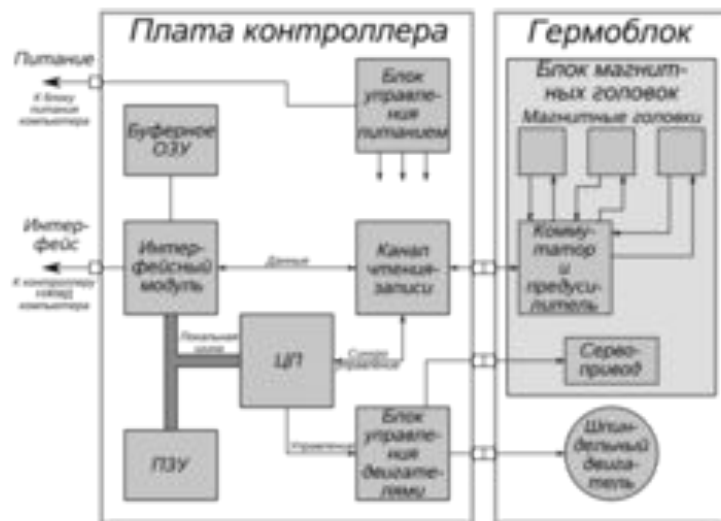 Плата контроллера
Гермоблок
Питание
К блоку
питания
компьютера
Блок
управле-
ния
питанием
Блок магнит-
ных головок
Магнитные головки
Буферное
ОЗУ
Интер-
фейс
К контроллеру
компьютера
Интер-
фейсный
модуль
Данные
Канал
чтения-
записи
Комму-
татор
и
предуси-
литель
Локальная
шина
ЦП
управление
Серво-
привод
ПЗУ
Управление
Блок
управле-
ния
двигате-
лями
Шпин-
дельный
двига-
тель